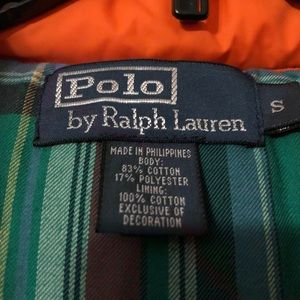 Polo
by Ralph Lauren
S
MADE IN PHILIPPINES
BODY:
83% COTTON
17% POLYESTER
LINING:
100% COTTON
EXCLUSIVE OF
DECORATION